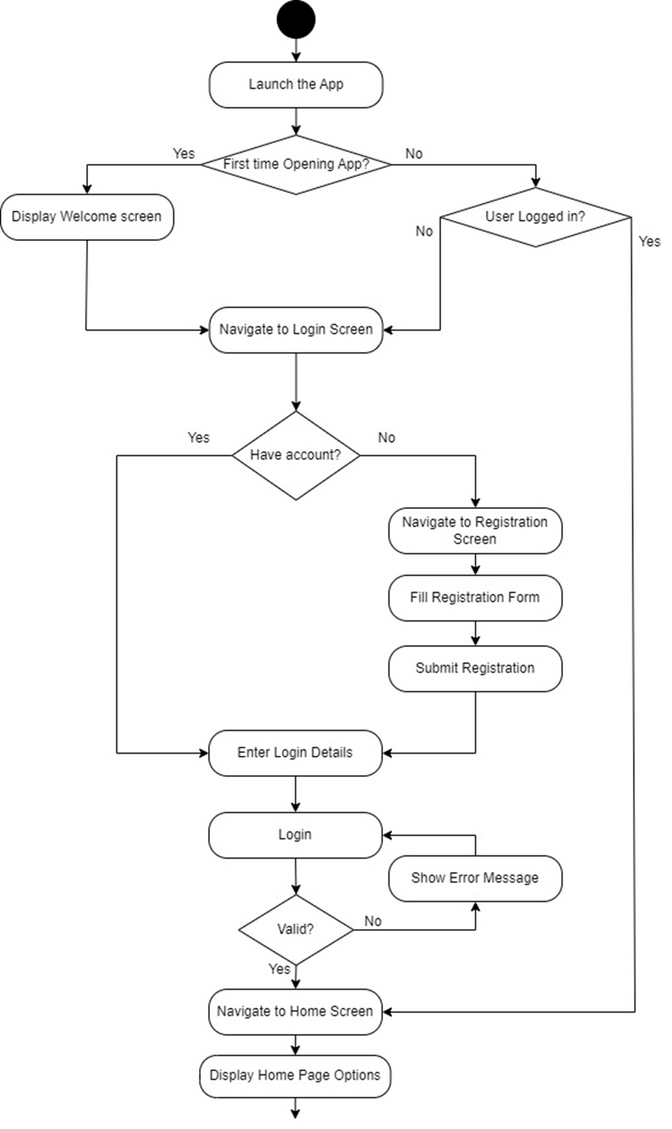 Launch the App
Yes
First time Opening App?
No
Display Welcome screen
User Logged in?
No
Yes
Navigate to Login Screen
Yes
No
Have account?
Navigate to Registration
Screen
Fill Registration Form
Submit Registration
Enter Login Details
Login
Show Error Message
Valid?
No
Yes
Navigate to Home Screen
Display Home Page Options